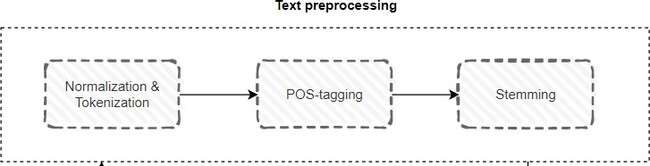 Text preprocessing
Normalization &
Tokenization
POS-tagging
Stemming